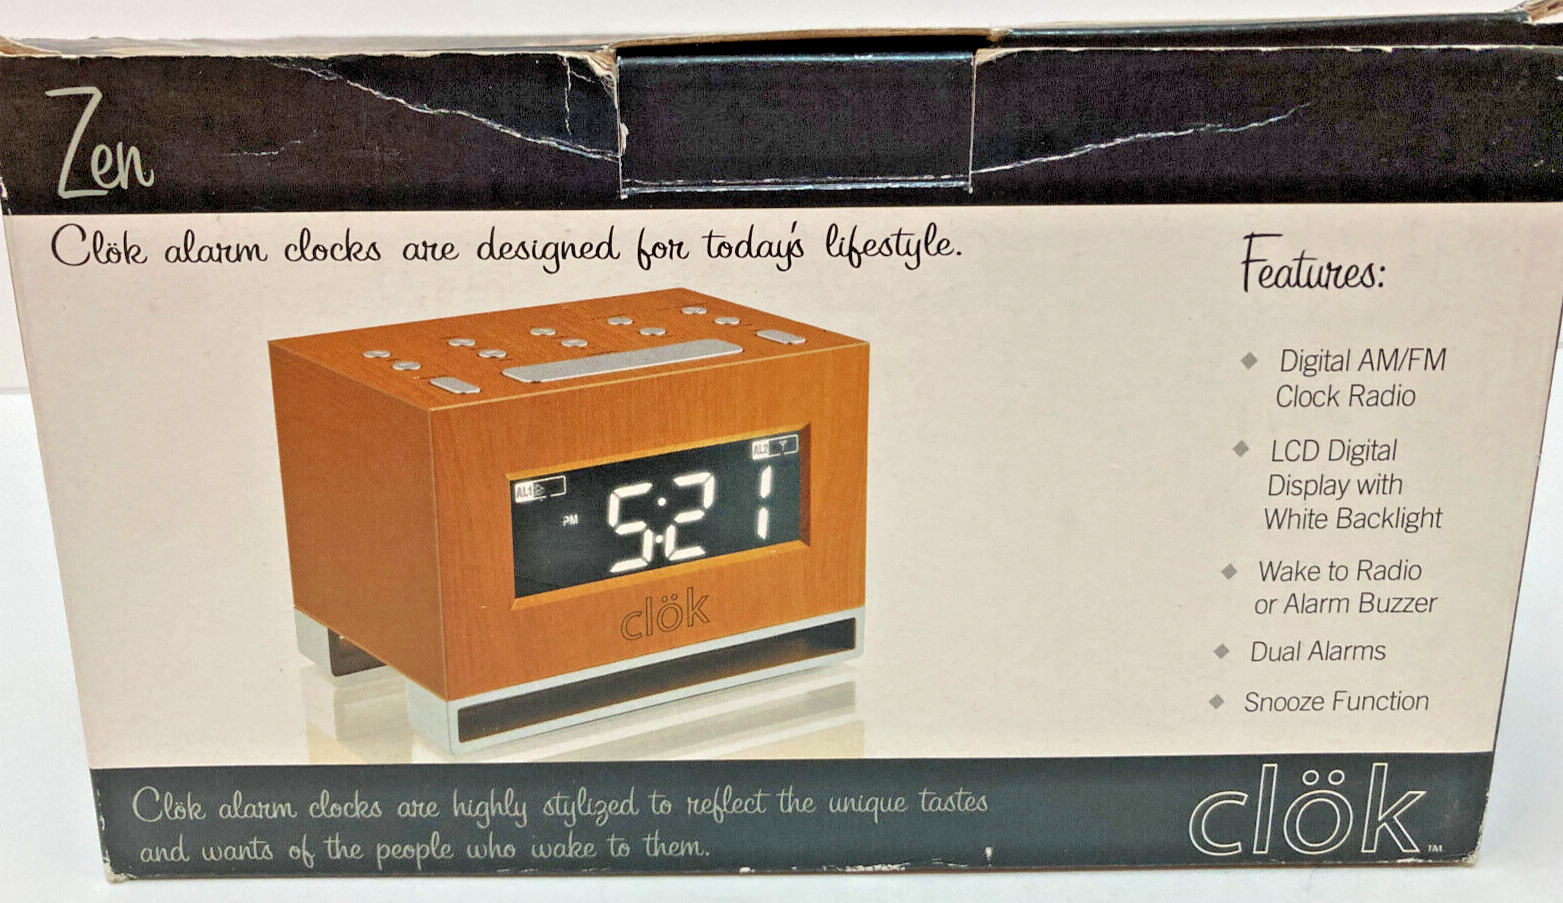 Zen
Clök alarm clocks are designed for today's lifestyle.
Features:
Digital AM/FM
Clock Radio
LCD Digital
Display with
White Backlight
Wake to Radio
or Alarm Buzzer
Dual Alarms
Snooze Function
AL1
AL2
PM
5:21
clök
Clök alarm clocks are highly stylized to reflect the unique tastes
and wants of the people who wake to them.
clök TM